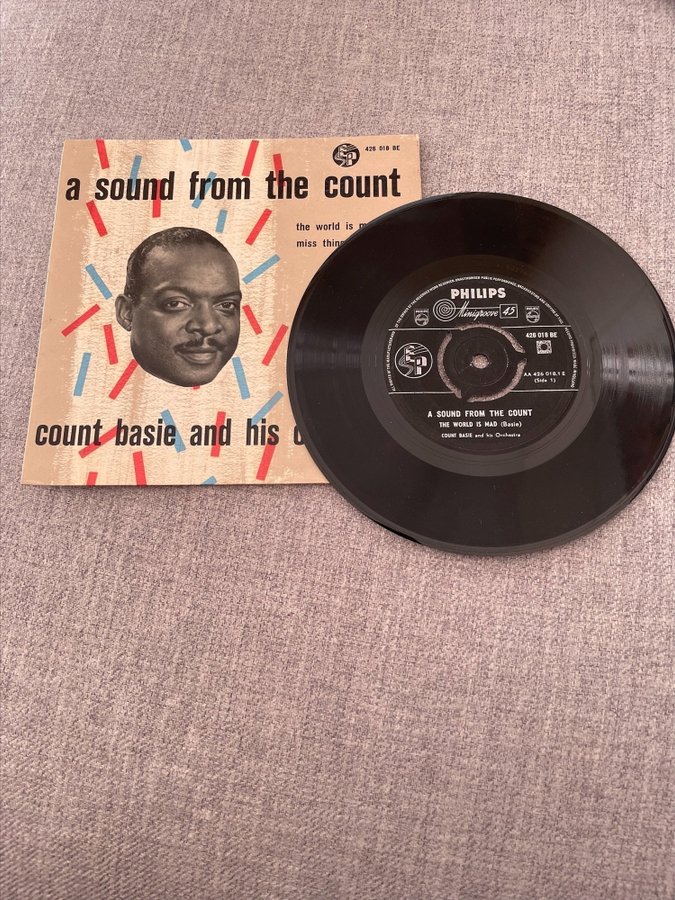 426 018 BE
a sound from the count
the world is m
miss thing
count basie and his
PHILIPS
Minigroove 45
426 018 BE
AA 426 018.1 E
(Side 1)
A SOUND FROM THE COUNT
THE WORLD IS MAD (Basie)
COUNT BASIE and his Orchestra